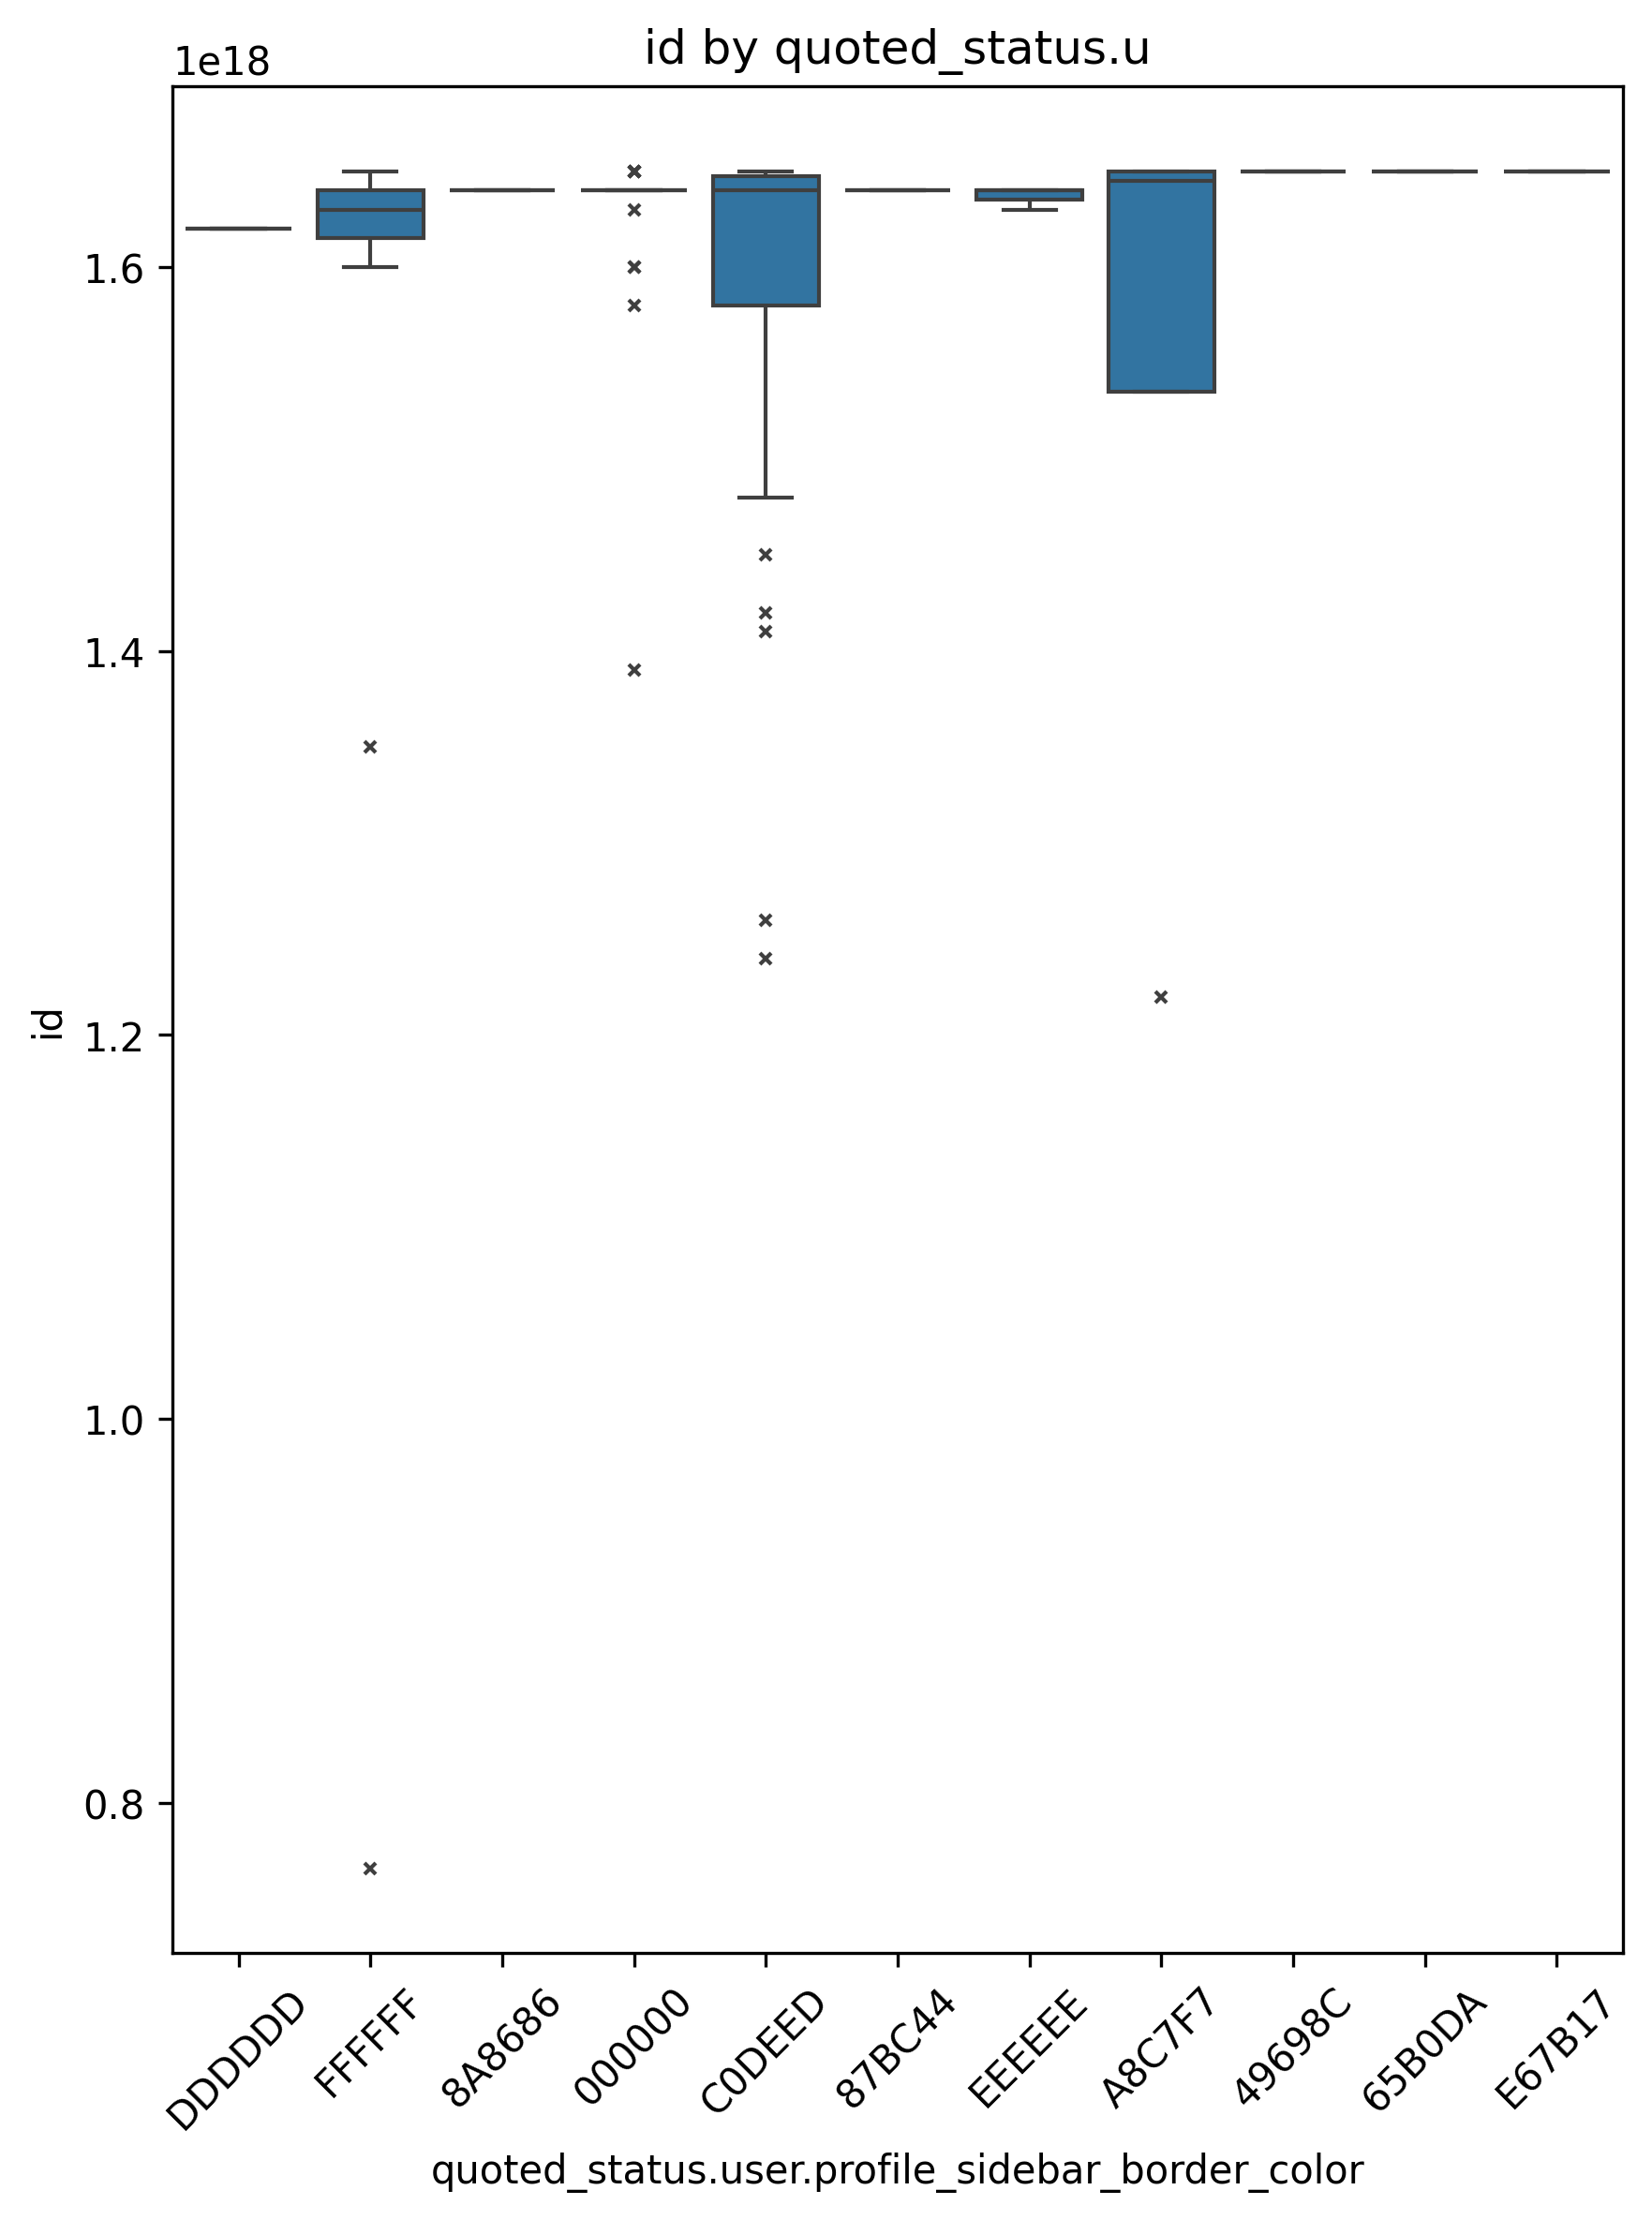 id by quoted_status.u
1e18
1.6
1.4
1.2
1.0
0.8
id
DDDDDD
FFFFFF
8A8686
000000
C0DEED
87BC44
EEEEEE
A8C7F7
49698C
65B0DA
E67B17
quoted_status.user.profile_sidebar_border_color